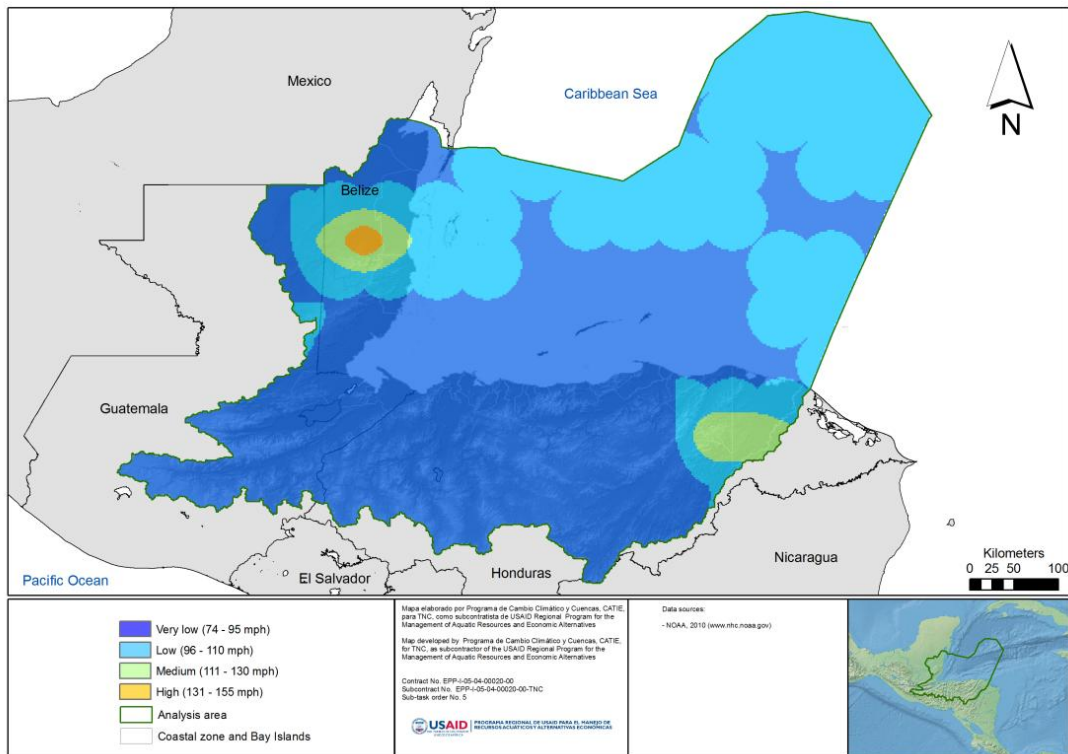 Mexico
Caribbean Sea
N
Belize
Guatemala
Nicaragua
Kilometers
0 25 50 100
Pacific Ocean
El Salvador
Honduras
Very low (74 - 95 mph)
Low (96 - 110 mph)
Medium (111 - 130 mph)
High (131 - 155 mph)
Analysis area
Coastal zone and Bay Islands
Mapa elaborado por Programa de Cambio Climático y Cuencas, CATIE,
para TNC, como subcontratista de USAID Regional Program for the
Management of Aquatic Resources and Economic Alternatives
Map developed by Programa de Cambio Climático y Cuencas, CATIE,
for TNC, as subcontractor of the USAID Regional Program for the
Management of Aquatic Resources and Economic Alternatives
Contract No. EPP-I-05-04-00020-00
Subcontract No. EPP-I-05-04-00020-00-TNC
Sub-task order No. 5
USAID
PROGRAMA REGIONAL DE USAID PARA EL MANEJO DE
RECURSOS ACUÁTICOS Y ALTERNATIVAS ECONÓMICAS
Data sources:
- NOAA, 2010 (www.nhc.noaa.gov)